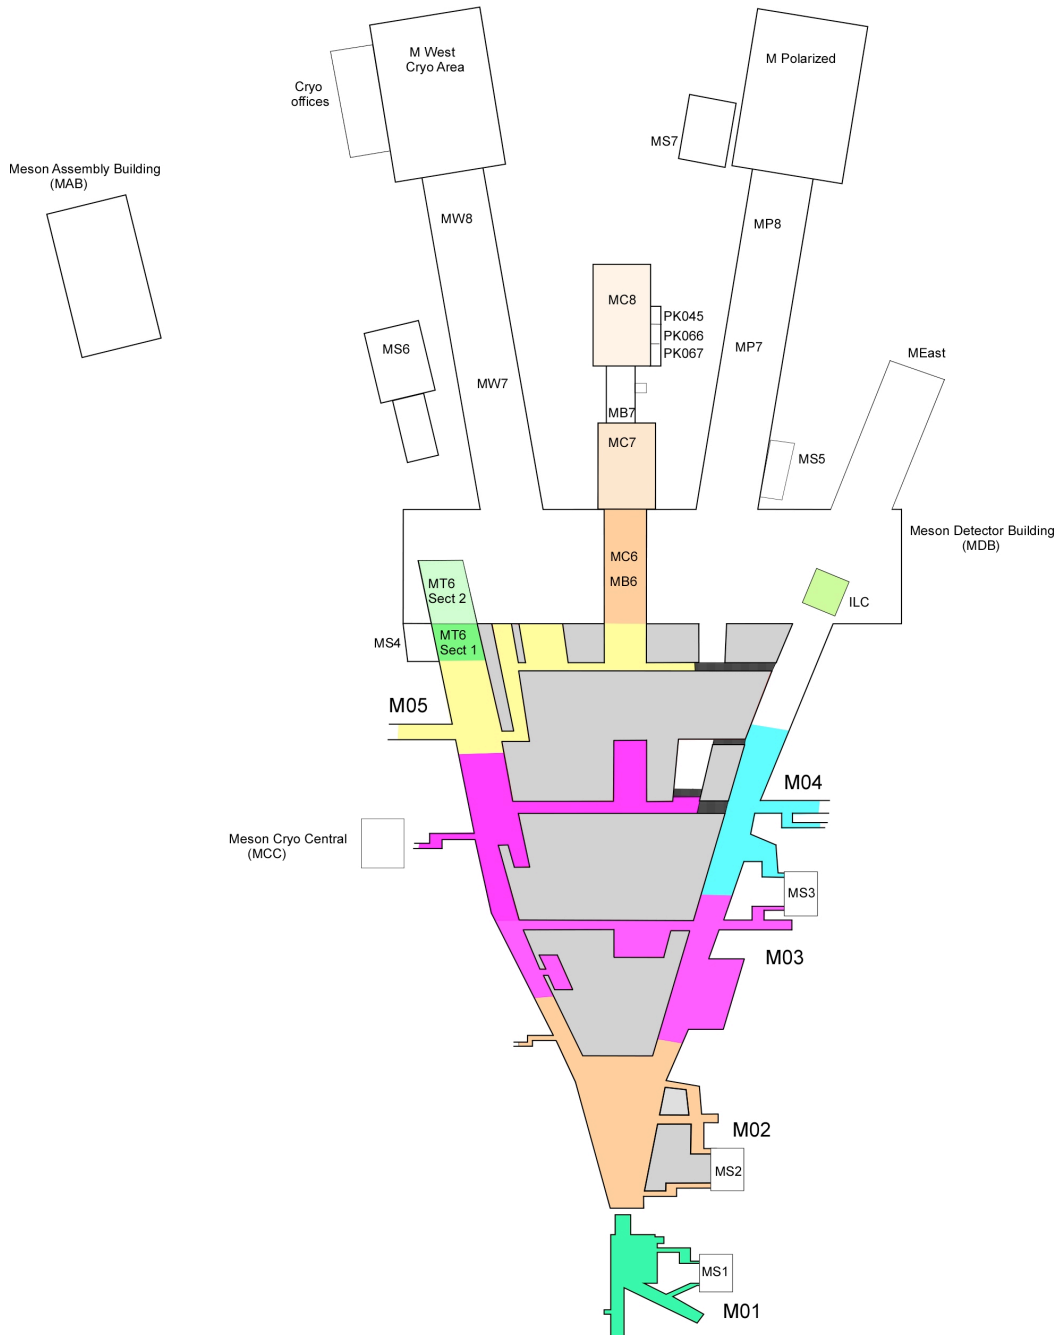 M West
Cryo Area
M Polarized
Cryo
offices
MS7
Meson Assembly Building
(MAB)
MW8
MP8
MC8
PK045
PK066
PK067
MS6
MP7
MEast
MW7
MB7
MC7
MS5
Meson Detector Building
(MDB)
MC6
MB6
MT6
Sect 2
ILC
MS4
MT6
Sect 1
M05
M04
Meson Cryo Central
(MCC)
MS3
M03
M02
MS2
MS1
M01